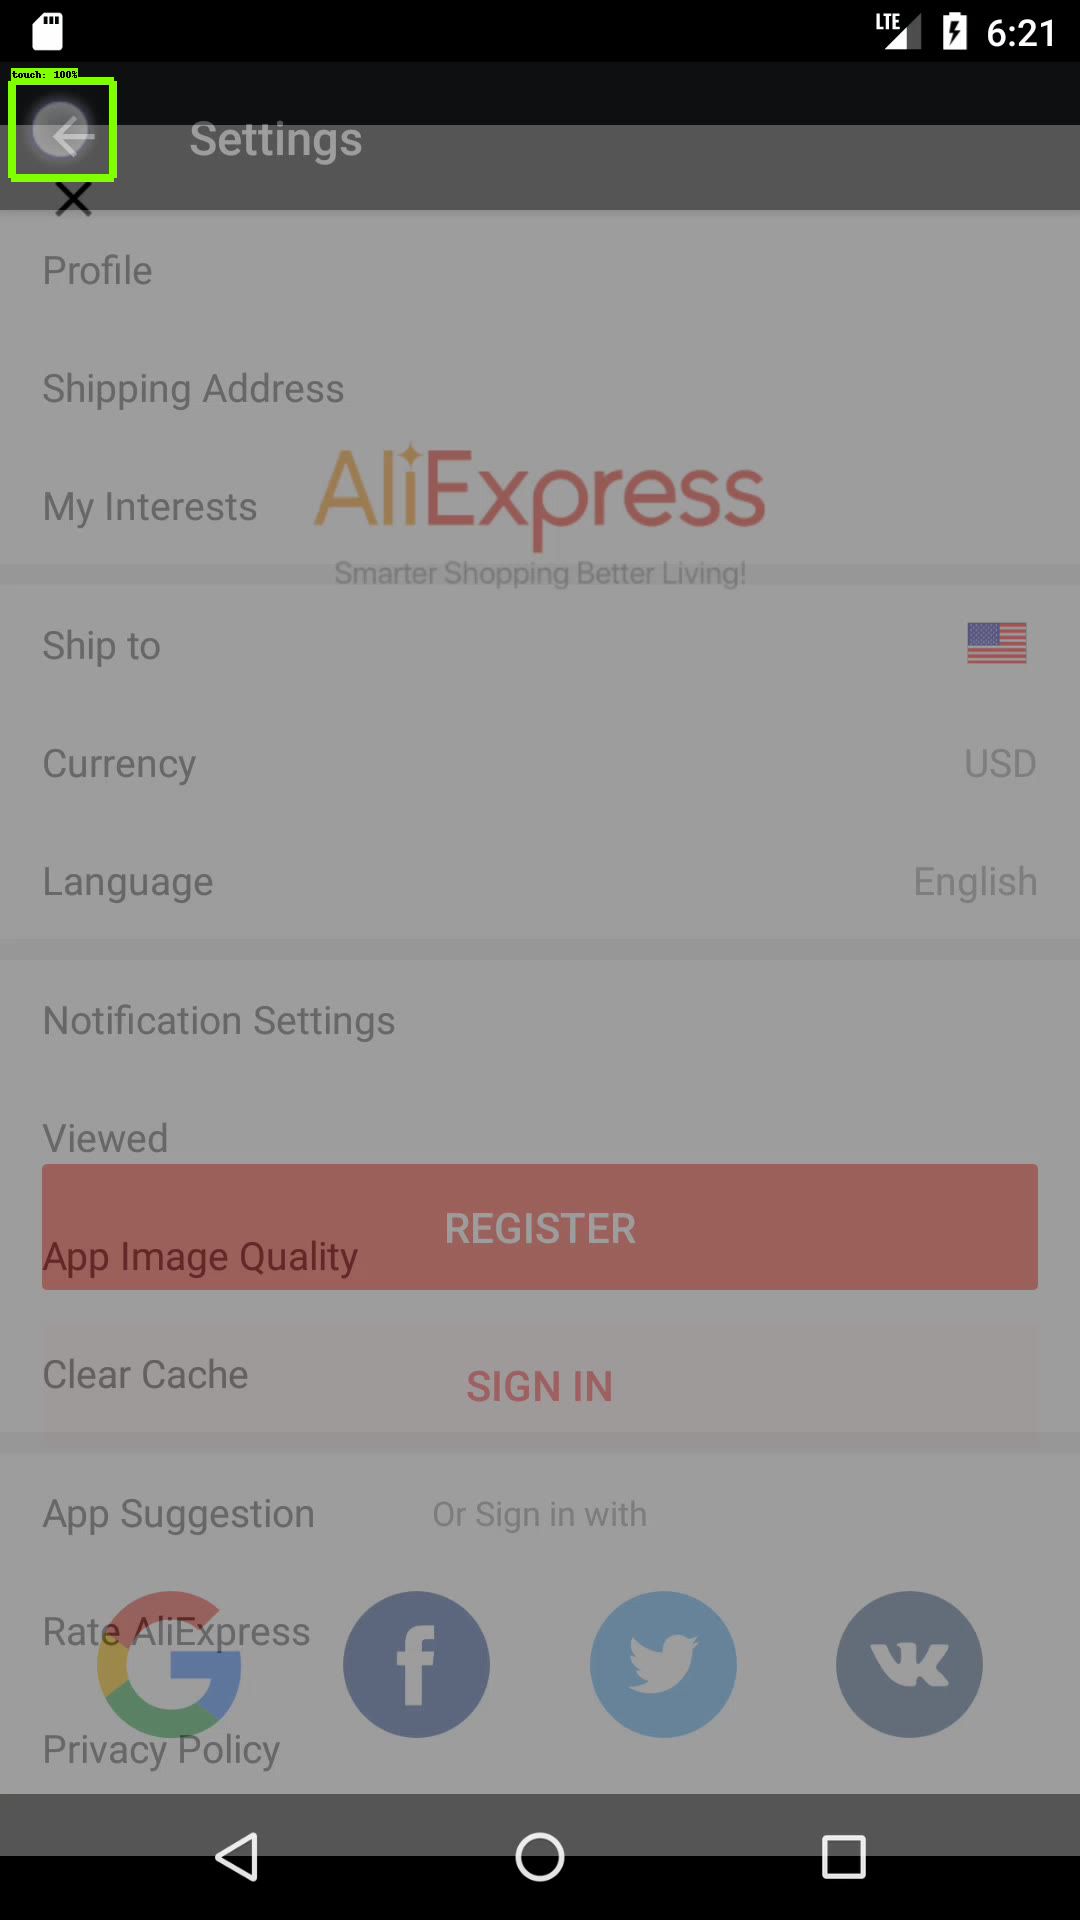 LTE
6:21
touch: 100%
Settings
Profile
Shipping Address
AliExpress
My Interests
Smarter Shopping Better Living!
Ship to
Currency USD
Language English
Notification Settings
Viewed
REGISTER
App Image Quality
Clear Cache
SIGN IN
App Suggestion
Or Sign in with
Rate AliExpress
Privacy Policy